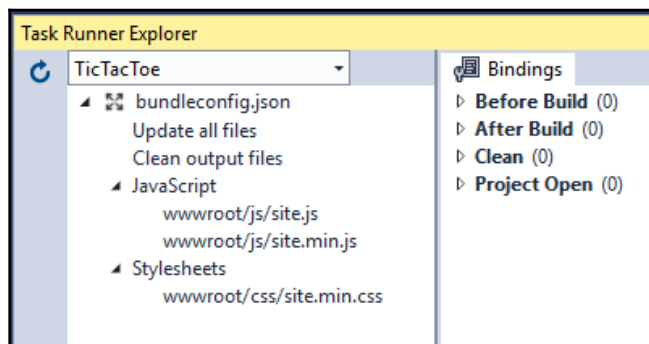 Task Runner Explorer
TicTacToe
bundleconfig.json
Update all files
Clean output files
JavaScript
wwwroot/js/site.js
wwwroot/js/site.min.js
Stylesheets
wwwroot/css/site.min.css
Bindings
Before Build (0)
After Build (0)
Clean (0)
Project Open (0)